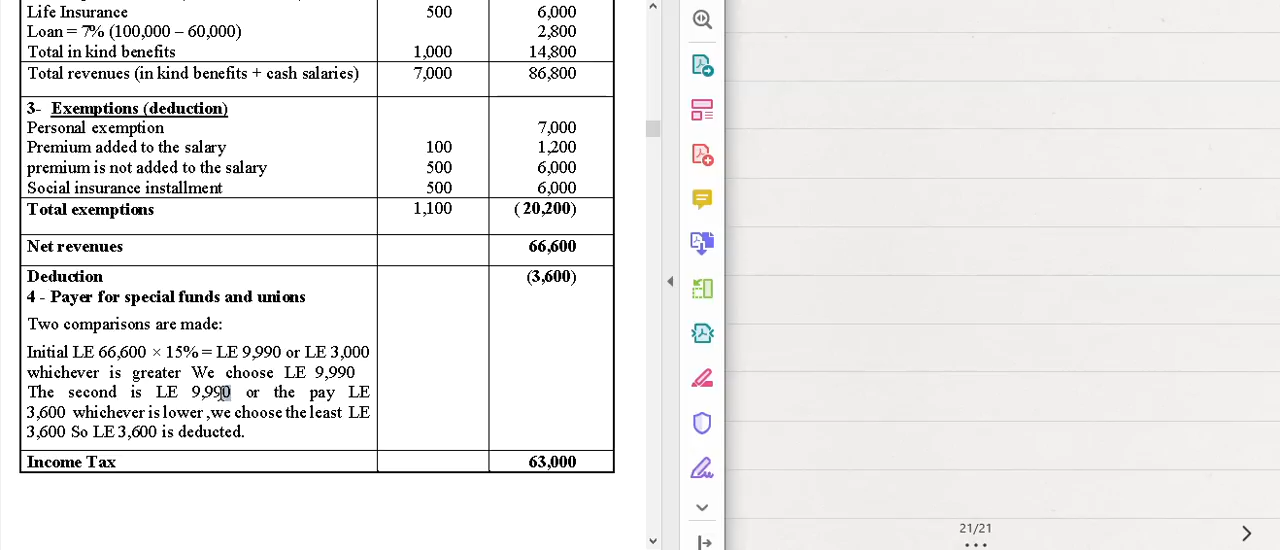 Life Insurance 500 6,000
Loan = 7% (100,000 – 60,000) 2,800
Total in kind benefits 1,000 14,800
Total revenues (in kind benefits + cash salaries) 7,000 86,800
3- Exemptions (deduction)
Personal exemption 7,000
Premium added to the salary 100 1,200
premium is not added to the salary 500 6,000
Social insurance installment 500 6,000
Total exemptions 1,100 (20,200)
Net revenues 66,600
Deduction (3,600)
4 - Payer for special funds and unions
Two comparisons are made:
Initial LE 66,600 × 15% = LE 9,990 or LE 3,000
whichever is greater We choose LE 9,990
The second is LE 9,990 or the pay LE
3,600 whichever is lower ,we choose the least LE
3,600 So LE 3,600 is deducted.
Income Tax 63,000
21/21